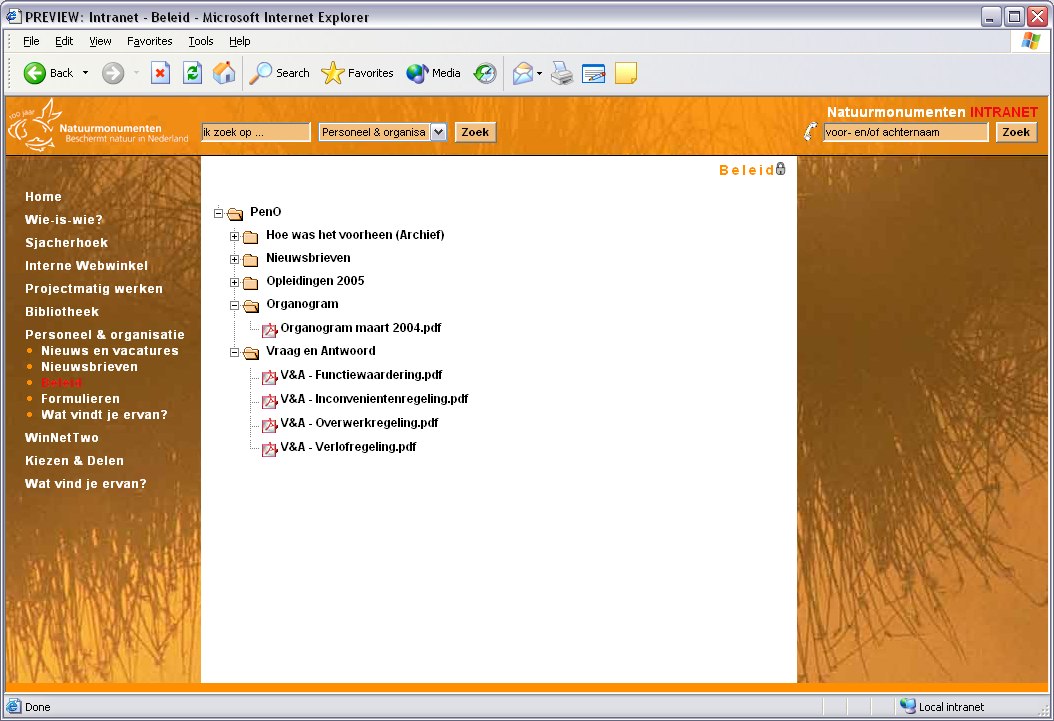 PREVIEW: Intranet - Beleid - Microsoft Internet Explorer
File Edit View Favorites Tools Help
Back Search Favorites Media
100 jaar
Natuurmonumenten
Beschermt natuur in Nederland
ik zoek op ... Personeel & organisa Zoek
Natuurmonumenten INTRANET
voor- en/of achternaam Zoek
Beleid
Home
Wie-is-wie?
Sjacherhoek
Interne Webwinkel
Projectmatig werken
Bibliotheek
Personeel & organisatie
Nieuws en vacatures
Nieuwsbrieven
Beleid
Formulieren
Wat vindt je ervan?
WinNetTwo
Kiezen & Delen
Wat vind je ervan?
PenO
Hoe was het voorheen (Archief)
Nieuwsbrieven
Opleidingen 2005
Organogram
Organogram maart 2004.pdf
Vraag en Antwoord
V&A - Functiewaardering.pdf
V&A - Inconvenientenregeling.pdf
V&A - Overwerkregeling.pdf
V&A - Verlofregeling.pdf
Done
Local intranet